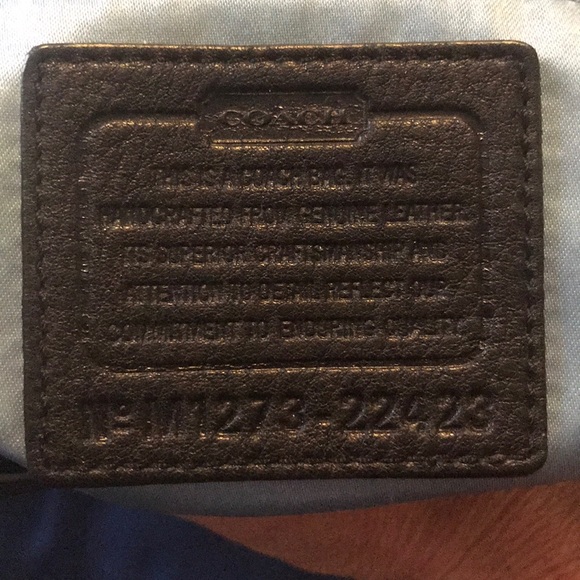 COACH
THIS IS A COACH BAG. IT WAS
HANDCRAFTED FROM GENUINE LEATHER.
ITS SUPERIOR CRAFTSMANSHIP AND
ATTENTION TO DETAIL REFLECT OUR
COMMITMENT TO ENDURING QUALITY.
Nº M1273-22423